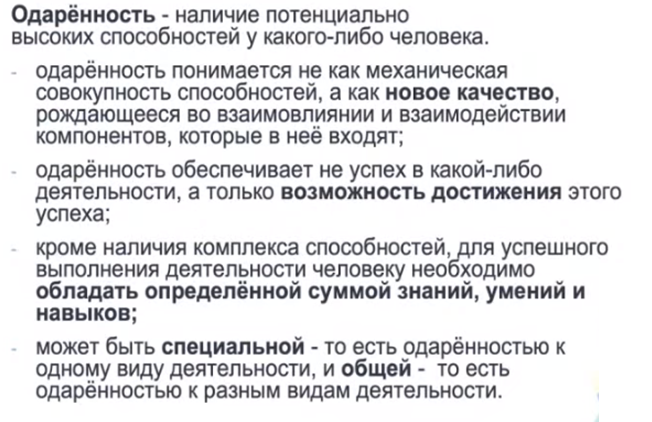 Одарённость - наличие потенциально
высоких способностей у какого-либо человека.
- одарённость понимается не как механическая
совокупность способностей, а как новое качество,
рождающееся во взаимовлиянии и взаимодействии
компонентов, которые в неё входят;
- одарённость обеспечивает не успех в какой-либо
деятельности, а только возможность достижения этого
успеха;
- кроме наличия комплекса способностей, для успешного
выполнения деятельности человеку необходимо
обладать определённой суммой знаний, умений и
навыков;
- может быть специальной - то есть одарённостью к
одному виду деятельности, и общей - то есть
одарённостью к разным видам деятельности.